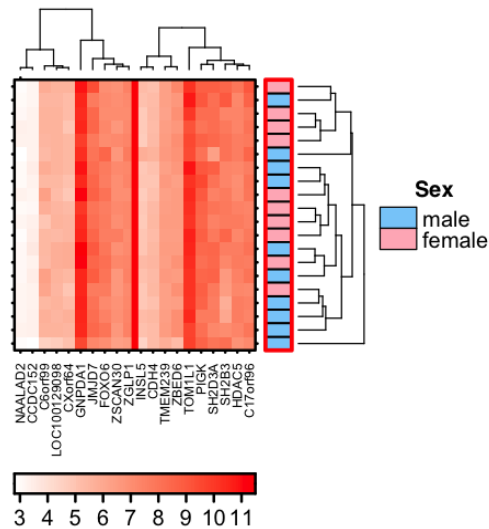 Sex
male
female
NAALAD2
CCDC152
C6orf99
LOC100129098
CXorf64
GNPDA1
JMJD7
FOXO6
ZSCAN30
ZGLP1
INSL5
CDH4
TMEM239
ZBED6
TOM1L1
PIGK
SH2D3A
SH2B3
HDAC5
C17orf96
3 4 5 6 7 8 9 10 11